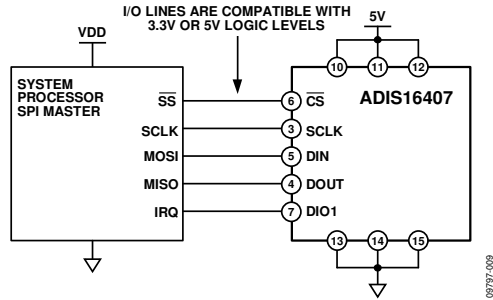 I/O LINES ARE COMPATIBLE WITH
3.3V OR 5V LOGIC LEVELS
VDD
5V
10
11
12
SYSTEM
PROCESSOR
SPI MASTER
ADIS16407
SS
6
CS
SCLK
3
SCLK
MOSI
5
DIN
MISO
4
DOUT
IRQ
7
DIO1
13
14
15
09797-009